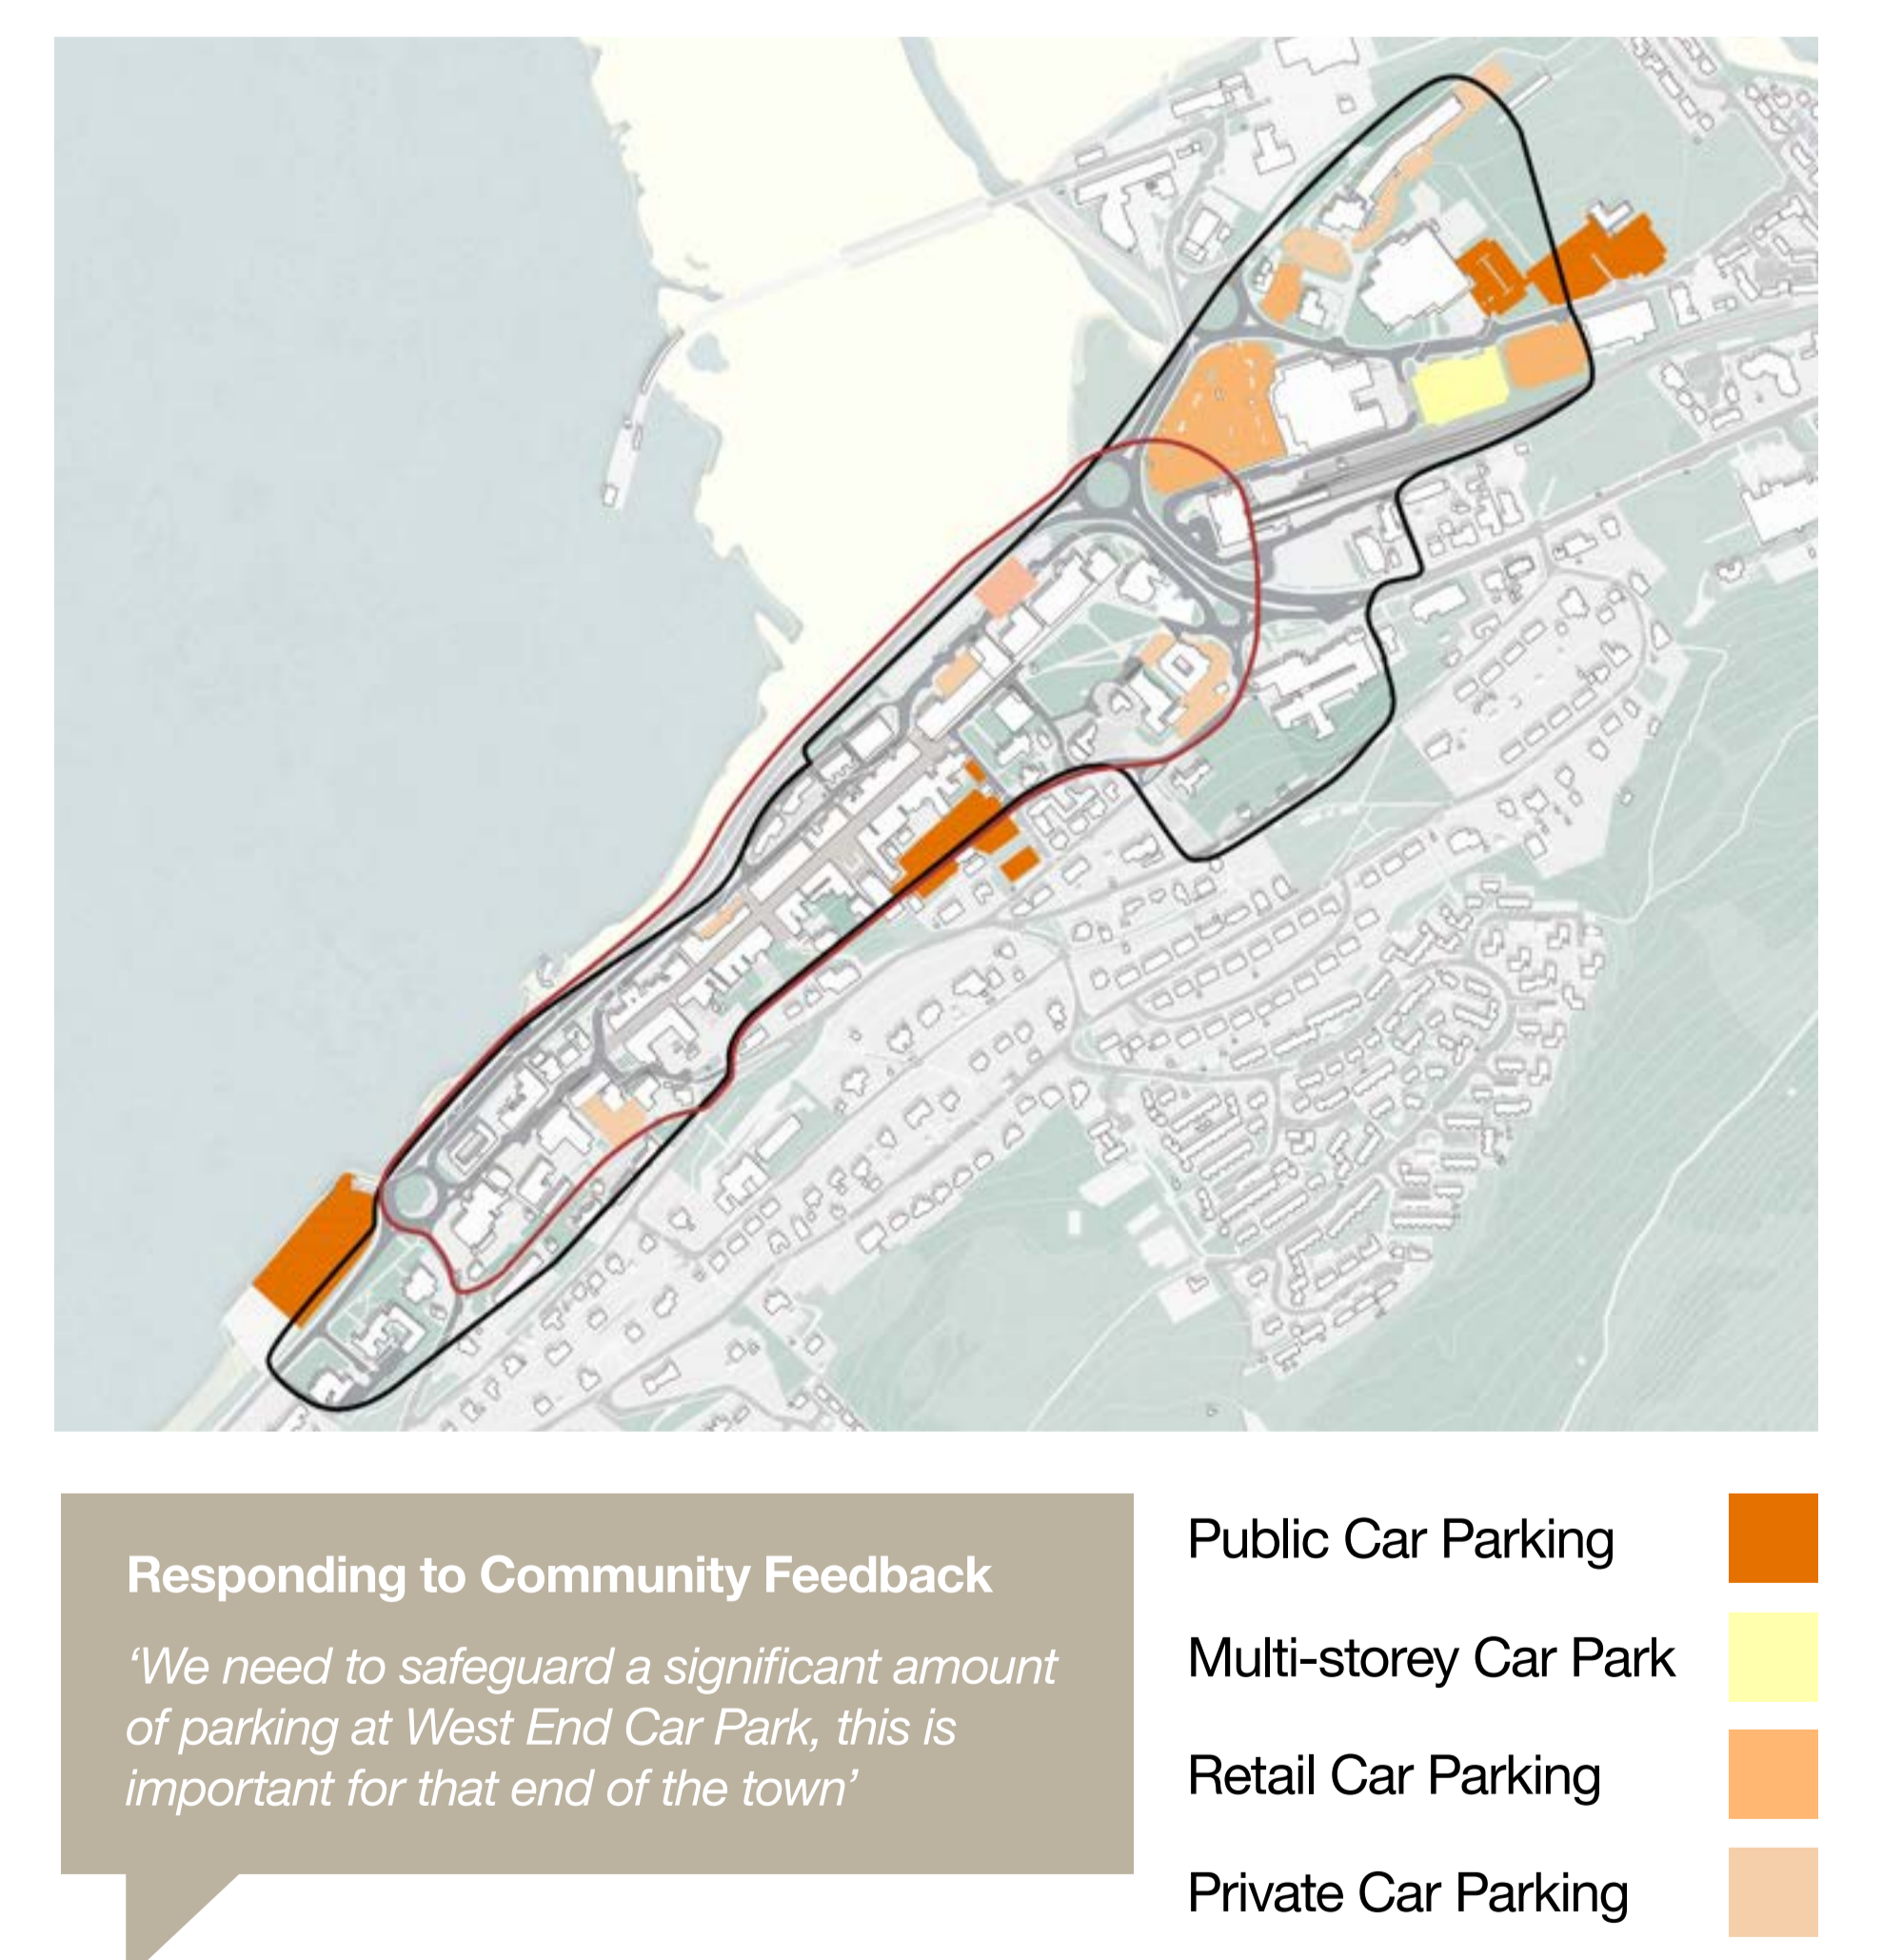 Responding to Community Feedback
‘We need to safeguard a significant amount
of parking at West End Car Park, this is
important for that end of the town’
Public Car Parking
Multi-storey Car Park
Retail Car Parking
Private Car Parking